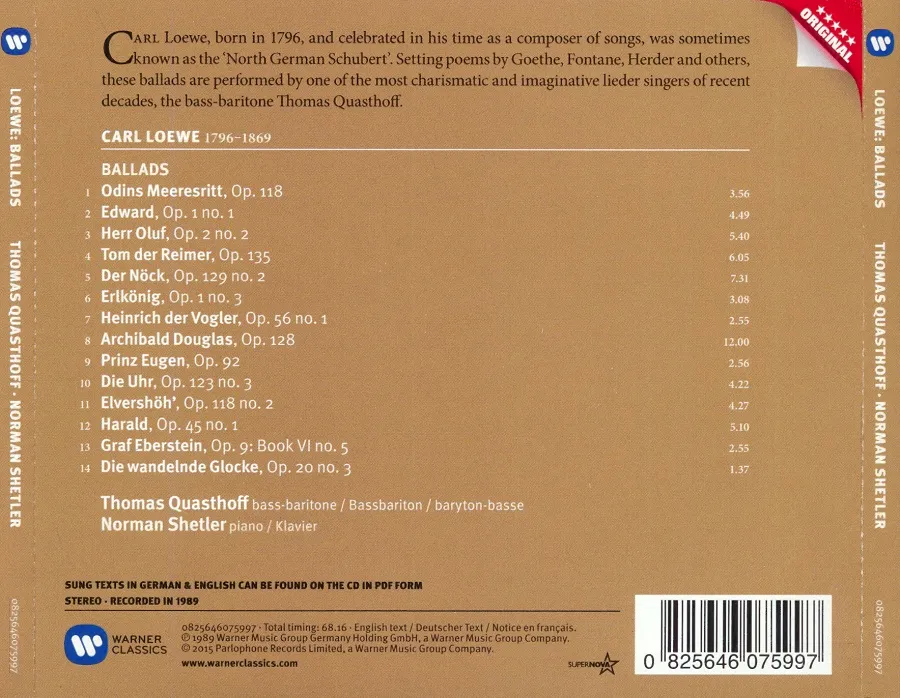 CARL LOEWE, born in 1796, and celebrated in his time as a composer of songs, was sometimes
known as the ‘North German Schubert’. Setting poems by Goethe, Fontane, Herder and others,
these ballads are performed by one of the most charismatic and imaginative lieder singers of recent
decades, the bass-baritone Thomas Quasthoff.
ORIGINAL
CARL LOEWE 1796–1869
BALLADS
1 Odins Meeresritt, Op. 118 3.56
2 Edward, Op. 1 no. 1 4.49
3 Herr Oluf, Op. 2 no. 2 5.40
4 Tom der Reimer, Op. 135 6.05
5 Der Nöck, Op. 129 no. 2 7.31
6 Erlkönig, Op. 1 no. 3 3.08
7 Heinrich der Vogler, Op. 56 no. 1 2.55
8 Archibald Douglas, Op. 128 12.00
9 Prinz Eugen, Op. 92 2.56
10 Die Uhr, Op. 123 no. 3 4.22
11 Elvershöh’, Op. 118 no. 2 4.27
12 Harald, Op. 45 no. 1 5.10
13 Graf Eberstein, Op. 9: Book VI no. 5 2.55
14 Die wandelnde Glocke, Op. 20 no. 3 1.37
Thomas Quasthoff bass-baritone / Bassbariton / baryton-basse
Norman Shetler piano / Klavier
SUNG TEXTS IN GERMAN & ENGLISH CAN BE FOUND ON THE CD IN PDF FORM
STEREO · RECORDED IN 1989
WARNER
CLASSICS
0825646075997 · Total timing: 68.16 · English text / Deutscher Text / Notice en français.
℗ 1989 Warner Music Group Germany Holding GmbH, a Warner Music Group Company.
© 2015 Parlophone Records Limited, a Warner Music Group Company.
www.warnerclassics.com
SUPERNOVA
0 825646 075997
LOEWE: BALLADS THOMAS QUASTHOFF · NORMAN SHETLER 0825646075997
LOEWE: BALLADS THOMAS QUASTHOFF · NORMAN SHETLER 0825646075997